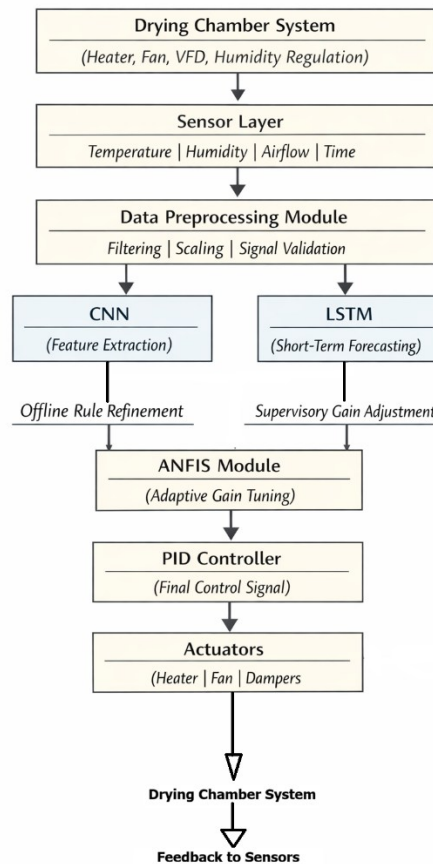 Drying Chamber System
(Heater, Fan, VFD, Humidity Regulation)
Sensor Layer
Temperature | Humidity | Airflow | Time
Data Preprocessing Module
Filtering | Scaling | Signal Validation
CNN
(Feature Extraction)
LSTM
(Short-Term Forecasting)
Offline Rule Refinement
Supervisory Gain Adjustment
ANFIS Module
(Adaptive Gain Tuning)
PID Controller
(Final Control Signal)
Actuators
(Heater | Fan | Dampers
Drying Chamber System
Feedback to Sensors